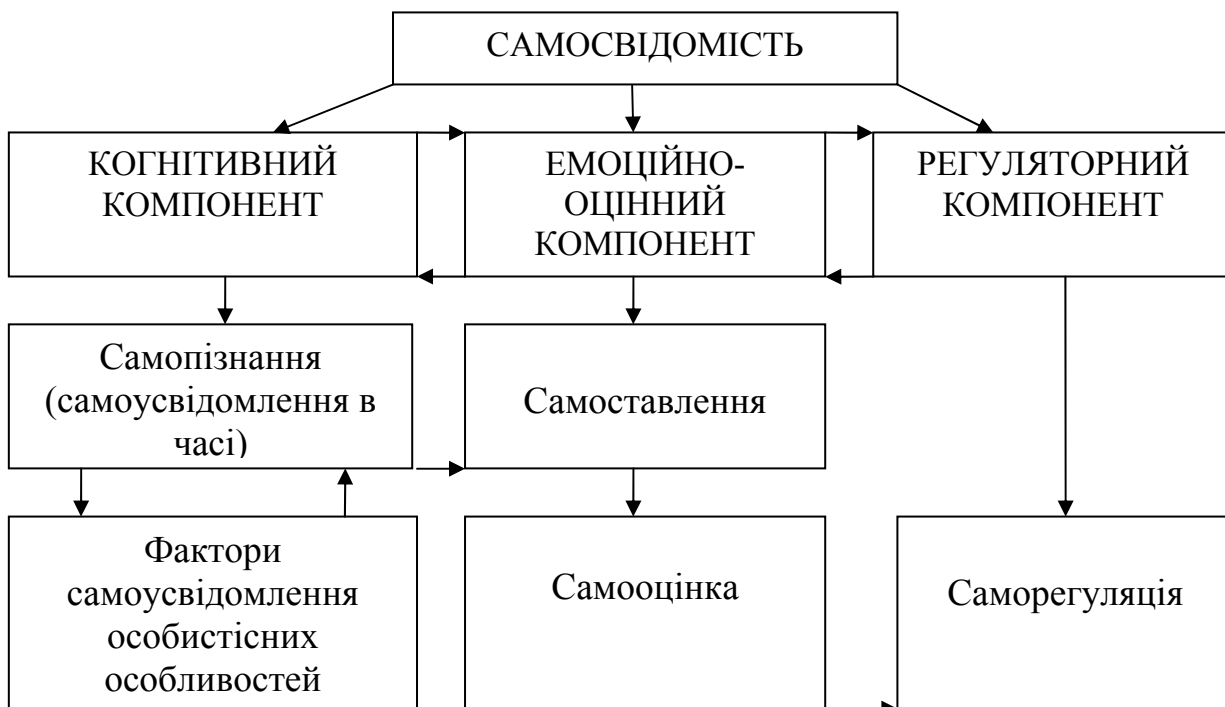 САМОСВІДОМІСТЬ
КОГНІТИВНИЙ
КОМПОНЕНТ
ЕМОЦІЙНО-
ОЦІННИЙ
КОМПОНЕНТ
РЕГУЛЯТОРНИЙ
КОМПОНЕНТ
Самопізнання
(самоусвідомлення в
часі)
Самоставлення
Фактори
самоусвідомлення
особистісних
особливостей
Самооцінка
Саморегуляція